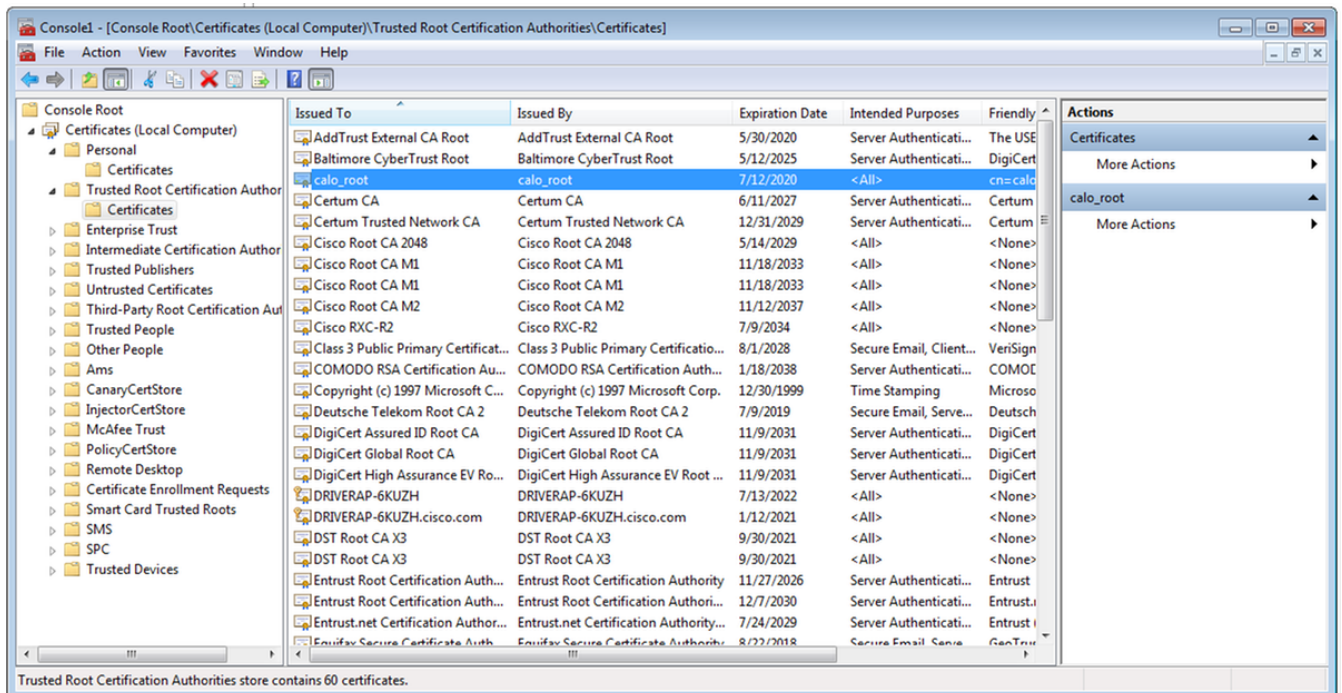 Console1 - [Console Root\Certificates (Local Computer)\Trusted Root Certification Authorities\Certificates]
File Action View Favorites Window Help
Console Root
Certificates (Local Computer)
Personal
Certificates
Trusted Root Certification Author
Certificates
Enterprise Trust
Intermediate Certification Author
Trusted Publishers
Untrusted Certificates
Third-Party Root Certification Aut
Trusted People
Other People
Ams
CanaryCertStore
InjectorCertStore
McAfee Trust
PolicyCertStore
Remote Desktop
Certificate Enrollment Requests
Smart Card Trusted Roots
SMS
SPC
Trusted Devices
Issued To Issued By Expiration Date Intended Purposes Friendly
AddTrust External CA Root AddTrust External CA Root 5/30/2020 Server Authenticati... The USE
Baltimore CyberTrust Root Baltimore CyberTrust Root 5/12/2025 Server Authenticati... DigiCert
calo_root calo_root 7/12/2020 <All> cn=calo
Certum CA Certum CA 6/11/2027 Server Authenticati... Certum
Certum Trusted Network CA Certum Trusted Network CA 12/31/2029 Server Authenticati... Certum
Cisco Root CA 2048 Cisco Root CA 2048 5/14/2029 <All> <None>
Cisco Root CA M1 Cisco Root CA M1 11/18/2033 <All> <None>
Cisco Root CA M1 Cisco Root CA M1 11/18/2033 <All> <None>
Cisco Root CA M2 Cisco Root CA M2 11/12/2037 <All> <None>
Cisco RXC-R2 Cisco RXC-R2 7/9/2034 <All> <None>
Class 3 Public Primary Certificat... Class 3 Public Primary Certificatio... 8/1/2028 Secure Email, Client... VeriSign
COMODO RSA Certification Au... COMODO RSA Certification Auth... 1/18/2038 Server Authenticati... COMOD
Copyright (c) 1997 Microsoft C... Copyright (c) 1997 Microsoft Corp. 12/30/1999 Time Stamping Microso
Deutsche Telekom Root CA 2 Deutsche Telekom Root CA 2 7/9/2019 Secure Email, Serve... Deutsch
DigiCert Assured ID Root CA DigiCert Assured ID Root CA 11/9/2031 Server Authenticati... DigiCert
DigiCert Global Root CA DigiCert Global Root CA 11/9/2031 Server Authenticati... DigiCert
DigiCert High Assurance EV Ro... DigiCert High Assurance EV Root ... 11/9/2031 Server Authenticati... DigiCert
DRIVERAP-6KUZH DRIVERAP-6KUZH 7/13/2022 <All> <None>
DRIVERAP-6KUZH.cisco.com DRIVERAP-6KUZH.cisco.com 1/12/2021 <All> <None>
DST Root CA X3 DST Root CA X3 9/30/2021 <All> <None>
DST Root CA X3 DST Root CA X3 9/30/2021 <All> <None>
Entrust Root Certification Auth... Entrust Root Certification Authority 11/27/2026 Server Authenticati... Entrust
Entrust Root Certification Auth... Entrust Root Certification Authori... 12/7/2030 Server Authenticati... Entrust.
Entrust.net Certification Author... Entrust.net Certification Authority... 7/24/2029 Server Authenticati... Entrust (
Equifax Secure Certificate Auth Equifax Secure Certificate Authority 8/22/2018 Secure Email, Serve GeoTrus
Actions
Certificates
More Actions
calo_root
More Actions
Trusted Root Certification Authorities store contains 60 certificates.